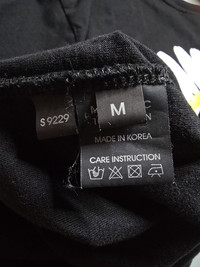 S 9229
M
MADE IN KOREA
CARE INSTRUCTION